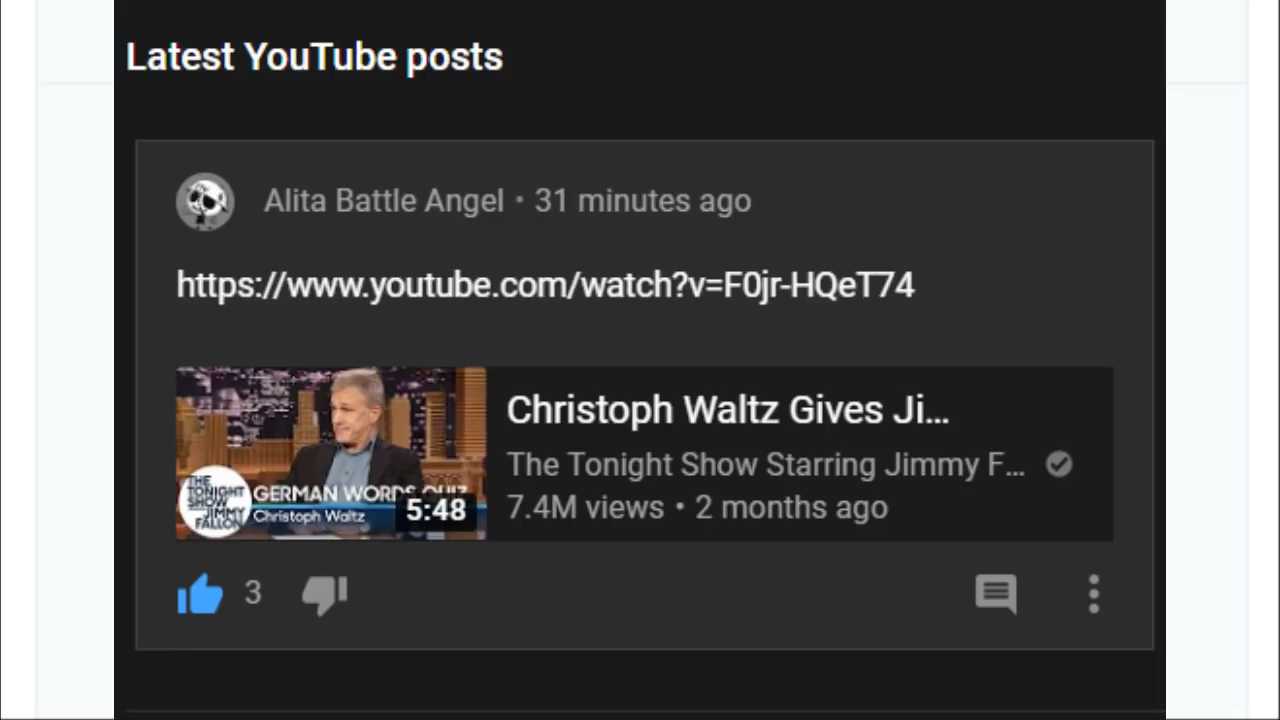 Latest YouTube posts
Alita Battle Angel • 31 minutes ago
https://www.youtube.com/watch?v=F0jr-HQeT74
Christoph Waltz Gives Ji...
The Tonight Show Starring Jimmy F...
7.4M views • 2 months ago
THE
TONIGHT
SHOW
JIMMY
FALLON
GERMAN WORDS QUIZ
Christoph Waltz
5:48
3